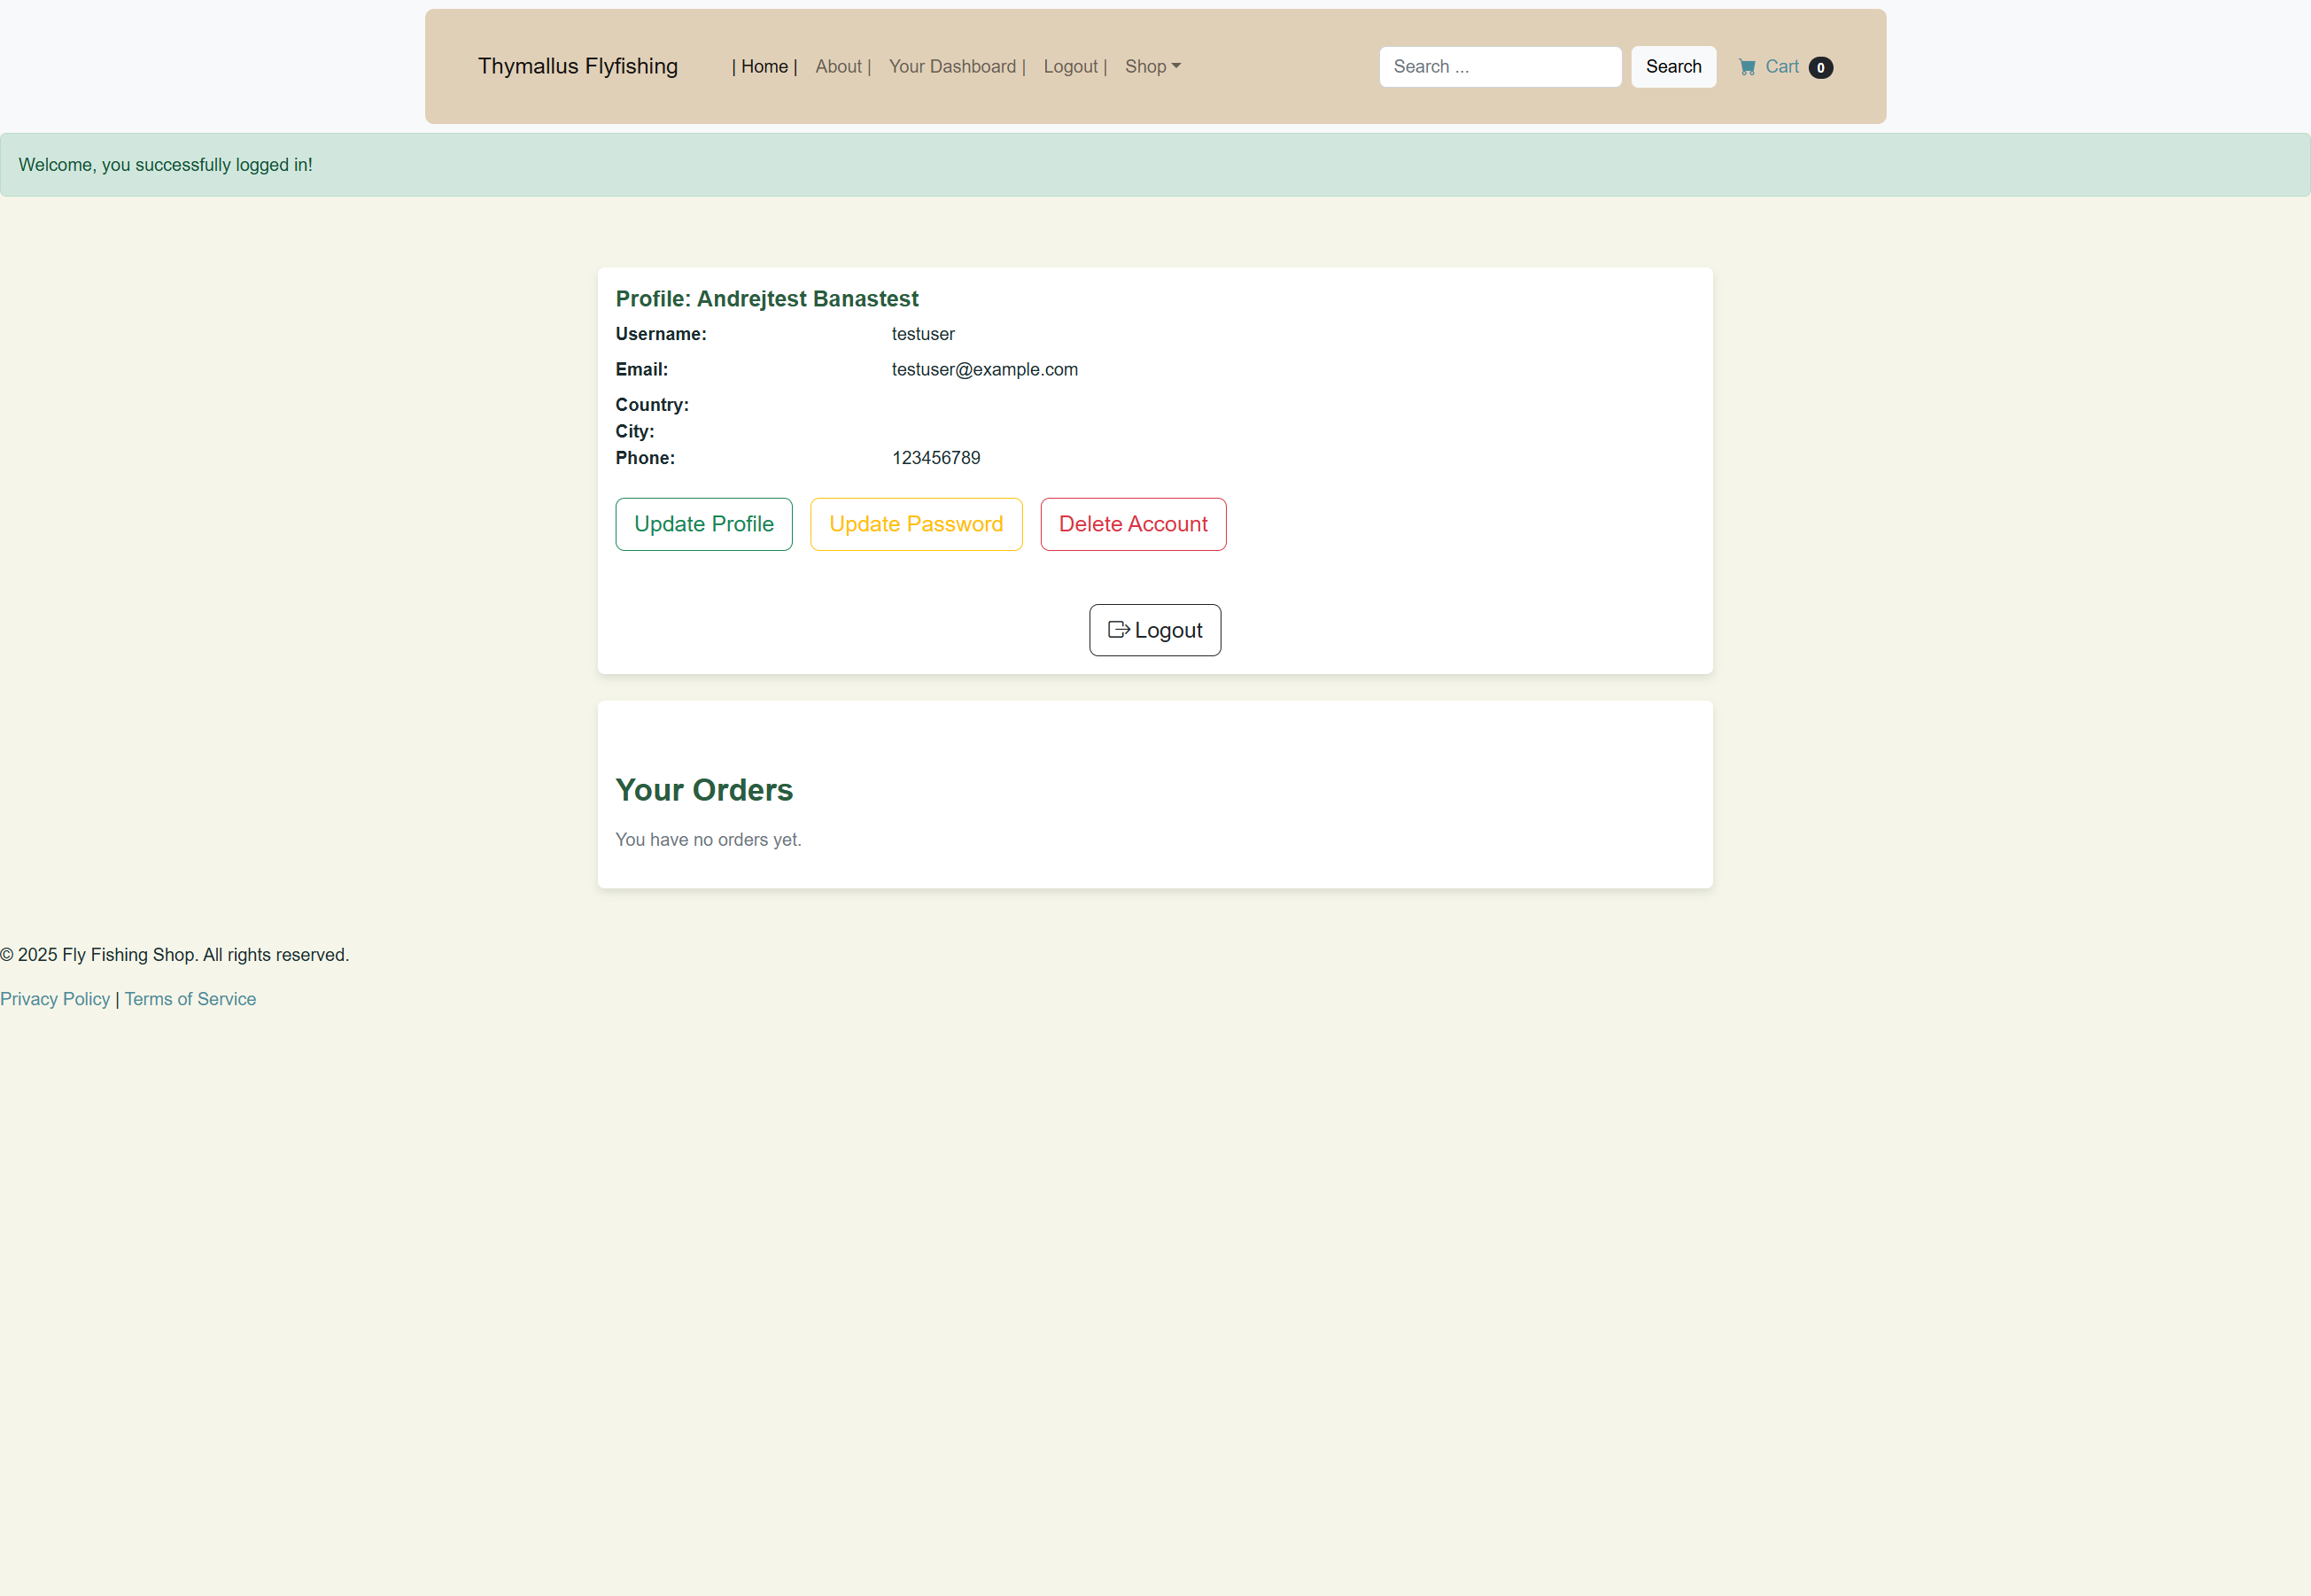 Thymallus Flyfishing | Home | About | Your Dashboard | Logout | Shop Search ... Search Cart 0
Welcome, you successfully logged in!
Profile: Andrejtest Banastest
Username: testuser
Email: testuser@example.com
Country:
City:
Phone: 123456789
Update Profile Update Password Delete Account
Logout
Your Orders
You have no orders yet.
© 2025 Fly Fishing Shop. All rights reserved.
Privacy Policy | Terms of Service